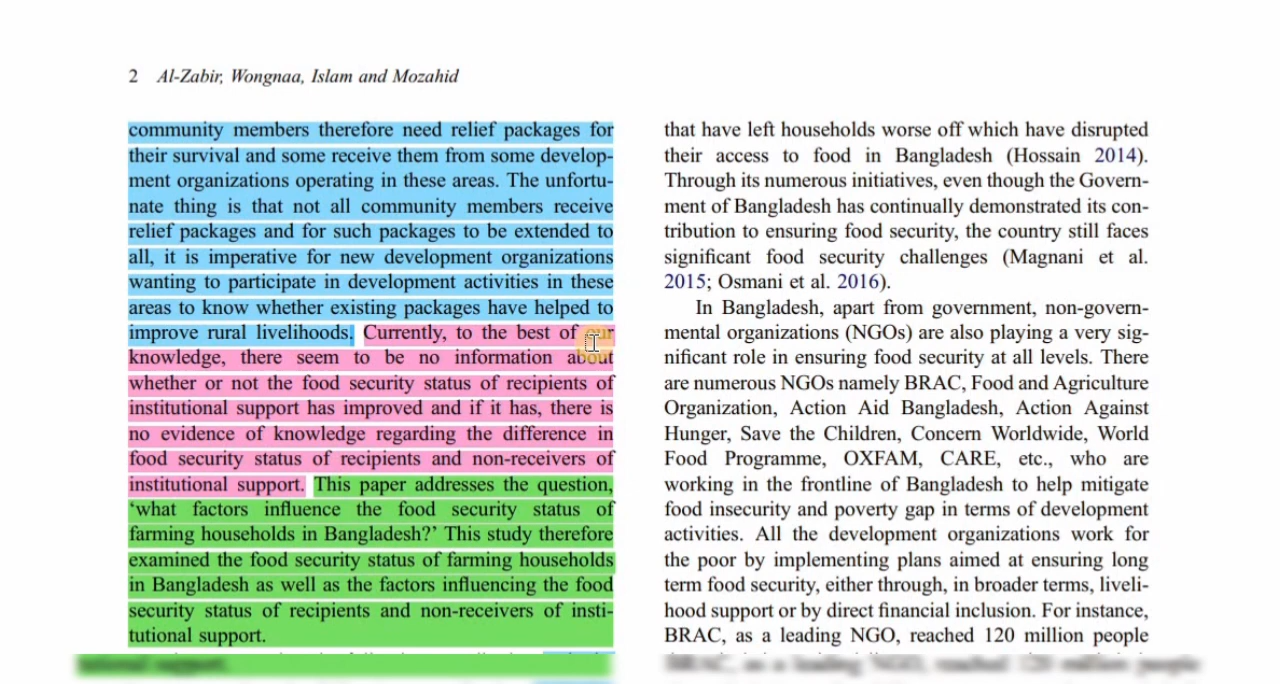 2 Al-Zabir, Wongnaa, Islam and Mozahid
community members therefore need relief packages for
their survival and some receive them from some develop-
ment organizations operating in these areas. The unfortu-
nate thing is that not all community members receive
relief packages and for such packages to be extended to
all, it is imperative for new development organizations
wanting to participate in development activities in these
areas to know whether existing packages have helped to
improve rural livelihoods. Currently, to the best of our
knowledge, there seem to be no information about
whether or not the food security status of recipients of
institutional support has improved and if it has, there is
no evidence of knowledge regarding the difference in
food security status of recipients and non-receivers of
institutional support. This paper addresses the question,
‘what factors influence the food security status of
farming households in Bangladesh?’ This study therefore
examined the food security status of farming households
in Bangladesh as well as the factors influencing the food
security status of recipients and non-receivers of insti-
tutional support.
that have left households worse off which have disrupted
their access to food in Bangladesh (Hossain 2014).
Through its numerous initiatives, even though the Govern-
ment of Bangladesh has continually demonstrated its con-
tribution to ensuring food security, the country still faces
significant food security challenges (Magnani et al.
2015; Osmani et al. 2016).
In Bangladesh, apart from government, non-govern-
mental organizations (NGOs) are also playing a very sig-
nificant role in ensuring food security at all levels. There
are numerous NGOs namely BRAC, Food and Agriculture
Organization, Action Aid Bangladesh, Action Against
Hunger, Save the Children, Concern Worldwide, World
Food Programme, OXFAM, CARE, etc., who are
working in the frontline of Bangladesh to help mitigate
food insecurity and poverty gap in terms of development
activities. All the development organizations work for
the poor by implementing plans aimed at ensuring long
term food security, either through, in broader terms, liveli-
hood support or by direct financial inclusion. For instance,
BRAC, as a leading NGO, reached 120 million people